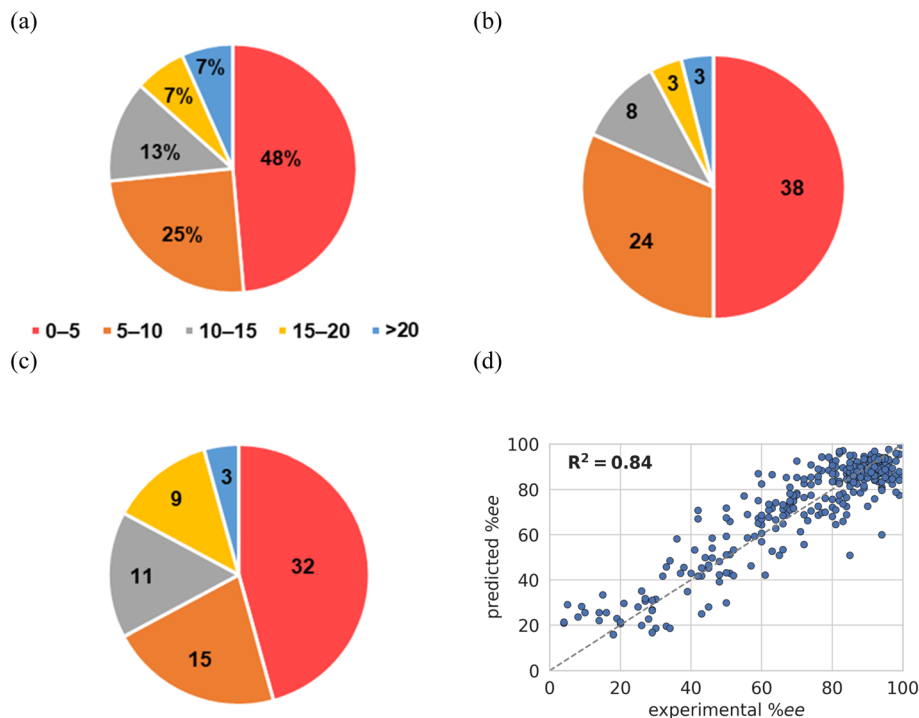 (a)
(b)
7%
7%
13%
48%
25%
3
3
8
38
24
0–5 5–10 10–15 15–20 >20
(c)
(d)
3
9
11
32
15
100
80
60
40
20
0
R² = 0.84
predicted %ee
0 20 40 60 80 100
experimental %ee